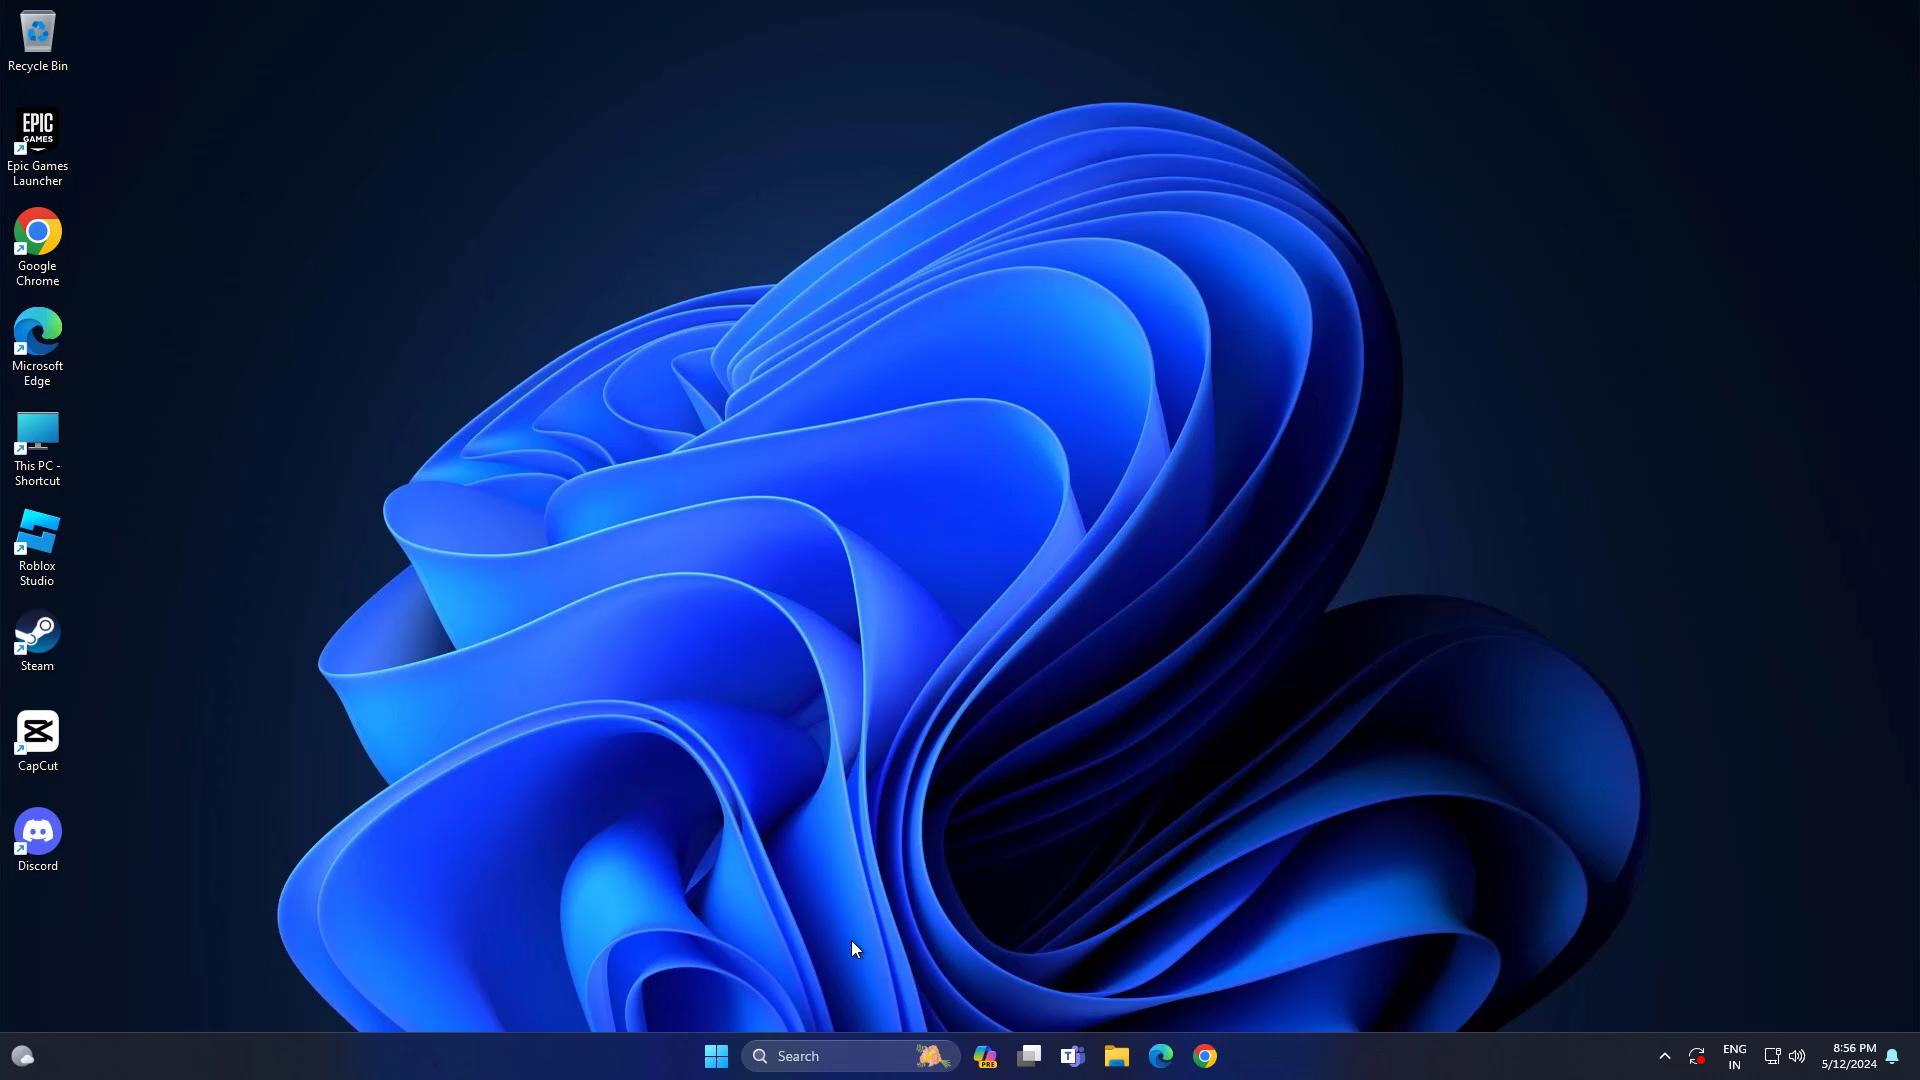 Recycle Bin
EPIC
GAMES
Epic Games
Launcher
Google
Chrome
Microsoft
Edge
This PC -
Shortcut
Roblox
Studio
Steam
CapCut
Discord
Search
PRE
T
ENG
IN
8:56 PM
5/12/2024